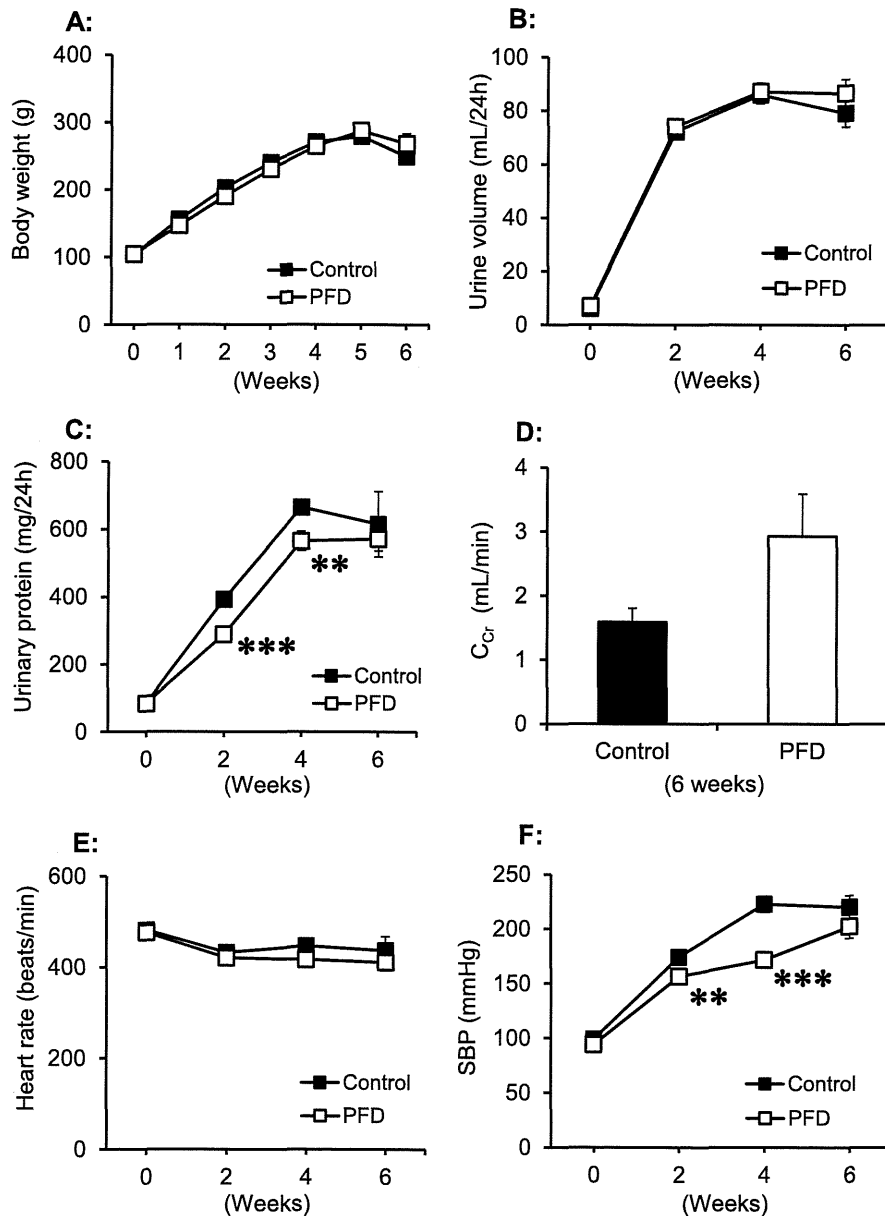 A:
Body weight (g)
400
300
200
100
0
Control
PFD
0 1 2 3 4 5 6
(Weeks)
B:
Urine volume (mL/24h)
100
80
60
40
20
0
Control
PFD
0 2 4 6
(Weeks)
C:
Urinary protein (mg/24h)
800
600
400
200
0
**
***
Control
PFD
0 2 4 6
(Weeks)
D:
CCr (mL/min)
4
3
2
1
0
Control PFD
(6 weeks)
E:
Heart rate (beats/min)
600
400
200
0
Control
PFD
0 2 4 6
(Weeks)
F:
SBP (mmHg)
250
200
150
100
50
0
**
***
Control
PFD
0 2 4 6
(Weeks)